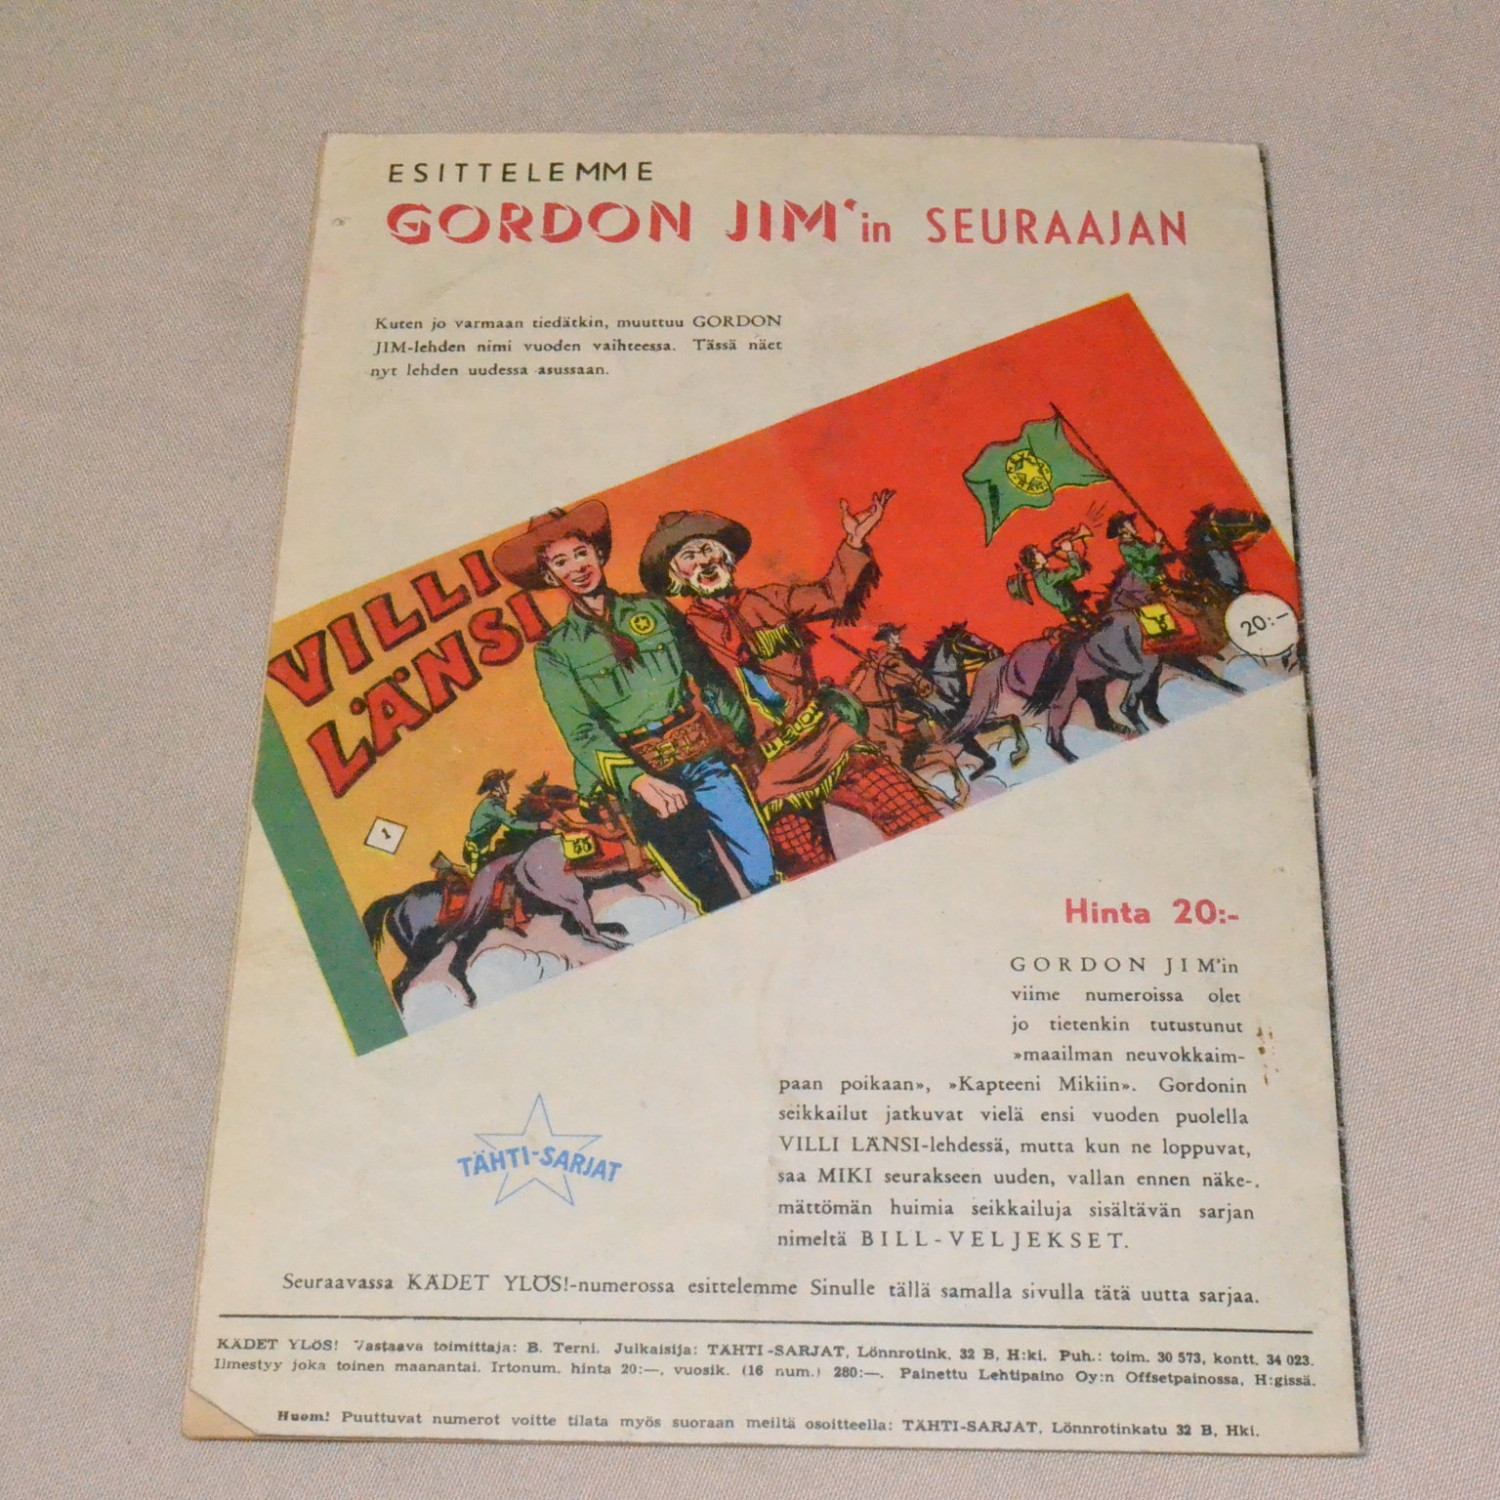 ESITTELEMME
GORDON JIM'in SEURAAJAN
Kuten jo varmaan tiedätkin, muuttuu GORDON
JIM-lehden nimi vuoden vaihteessa. Tässä näet
nyt lehden uudessa asussaan.
VILLI
LÄNSI
1
20:-
Hinta 20:-
GORDON JIM'in
viime numeroissa olet
jo tietenkin tutustunut
»maailman neuvokkaim-
paan poikaan», »Kapteeni Mikiin». Gordonin
seikkailut jatkuvat vielä ensi vuoden puolella
VILLI LÄNSI-lehdessä, mutta kun ne loppuvat,
saa MIKI seurakseen uuden, vallan ennen näke-
mättömän huimia seikkailuja sisältävän sarjan
nimeltä BILL-VELJEKSET.
TÄHTI-SARJAT
Seuraavassa KÄDET YLÖS!-numerossa esittelemme Sinulle tällä samalla sivulla tätä uutta sarjaa.
KÄDET YLÖS! Vastaava toimittaja: B. Terni. Julkaisija: TÄHTI-SARJAT, Lönnrotink. 32 B, H:ki. Puh.: toim. 30 573, kontt. 34 023.
Ilmestyy joka toinen maanantai. Irtonum. hinta 20:—, vuosik. (16 num.) 280:—. Painettu Lehtipaino Oy:n Offsetpainossa, H:gissä.
Huom! Puuttuvat numerot voitte tilata myös suoraan meiltä osoitteella: TÄHTI-SARJAT, Lönnrotinkatu 32 B, Hki.